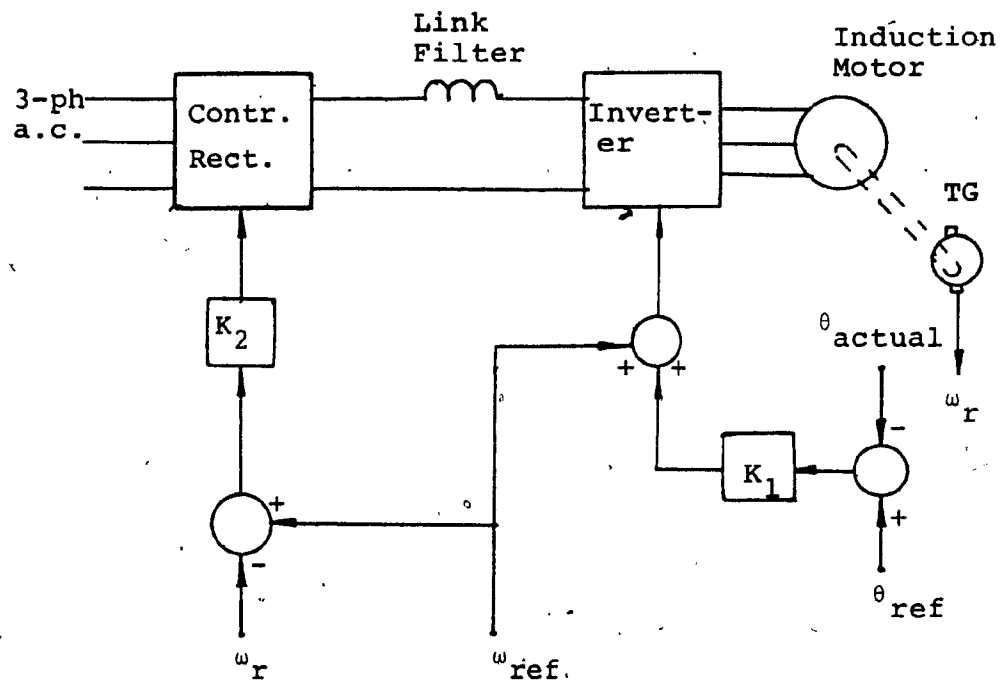 Link
Filter
Induction
Motor
3-ph
a.c.
Contr.
Rect.
Invert-
er
TG
K2
θactual
+
+
ωr
-
K1
+
-
+
θref
ωr
ωref.